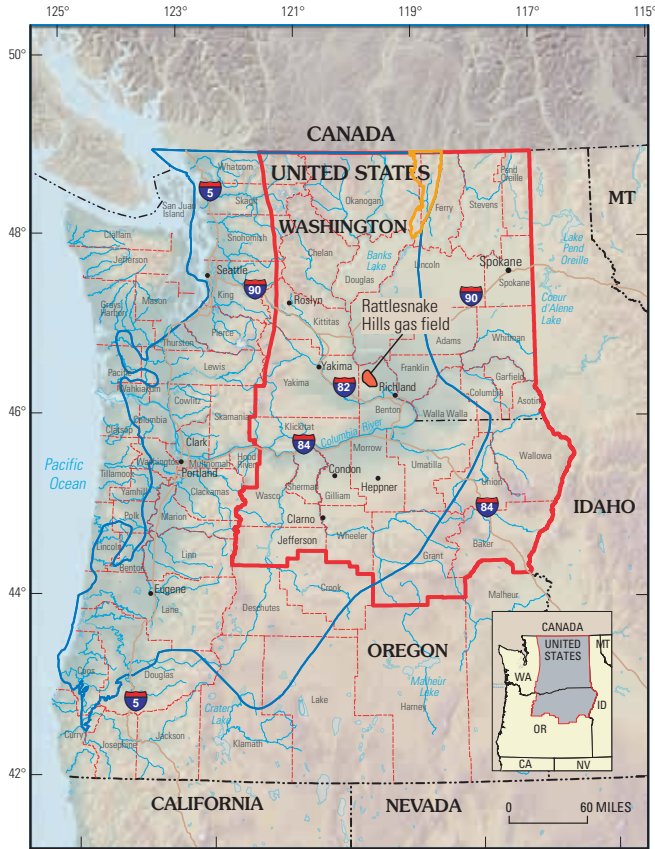 125°
123°
121°
119°
117°
115°
50°
48°
46°
44°
42°
CANADA
UNITED STATES
WASHINGTON
MT
IDAHO
OREGON
CALIFORNIA
NEVADA
Pacific
Ocean
Whatcom
San Juan
Island
Skagit
Okanogan
Ferry
Stevens
Pend
Oreille
Lake
Pend
Oreille
Clallam
Jefferson
Snohomish
Chelan
Banks
Lake
Douglas
Lincoln
Spokane
Spokane
Coeur
d'Alene
Lake
Seattle
King
Mason
Grays
Harbor
Roslyn
Kittitas
Rattlesnake
Hills gas field
Adams
Whitman
Thurston
Pierce
Lewis
Pacific
Wahkiakum
Cowlitz
Skamania
Yakima
Yakima
Franklin
Richland
Benton
Walla Walla
Columbia
Garfield
Asotin
Columbia
Clatsop
Clark
Klickitat
Columbia River
Washington
Multnomah
Portland
Hood
River
Tillamook
Yamhill
Clackamas
Wasco
Sherman
Condon
Gilliam
Morrow
Heppner
Umatilla
Union
Wallowa
Polk
Marion
Clarno
Jefferson
Wheeler
Grant
Baker
Lincoln
Benton
Linn
Eugene
Lane
Crook
Deschutes
Malheur
Coos
Douglas
Crater
Lake
Lake
Malheur
Lake
Harney
Curry
Josephine
Jackson
Klamath
5
90
90
82
84
84
5
CANADA
UNITED
STATES
MT
WA
ID
OR
CA
NV
0
60 MILES